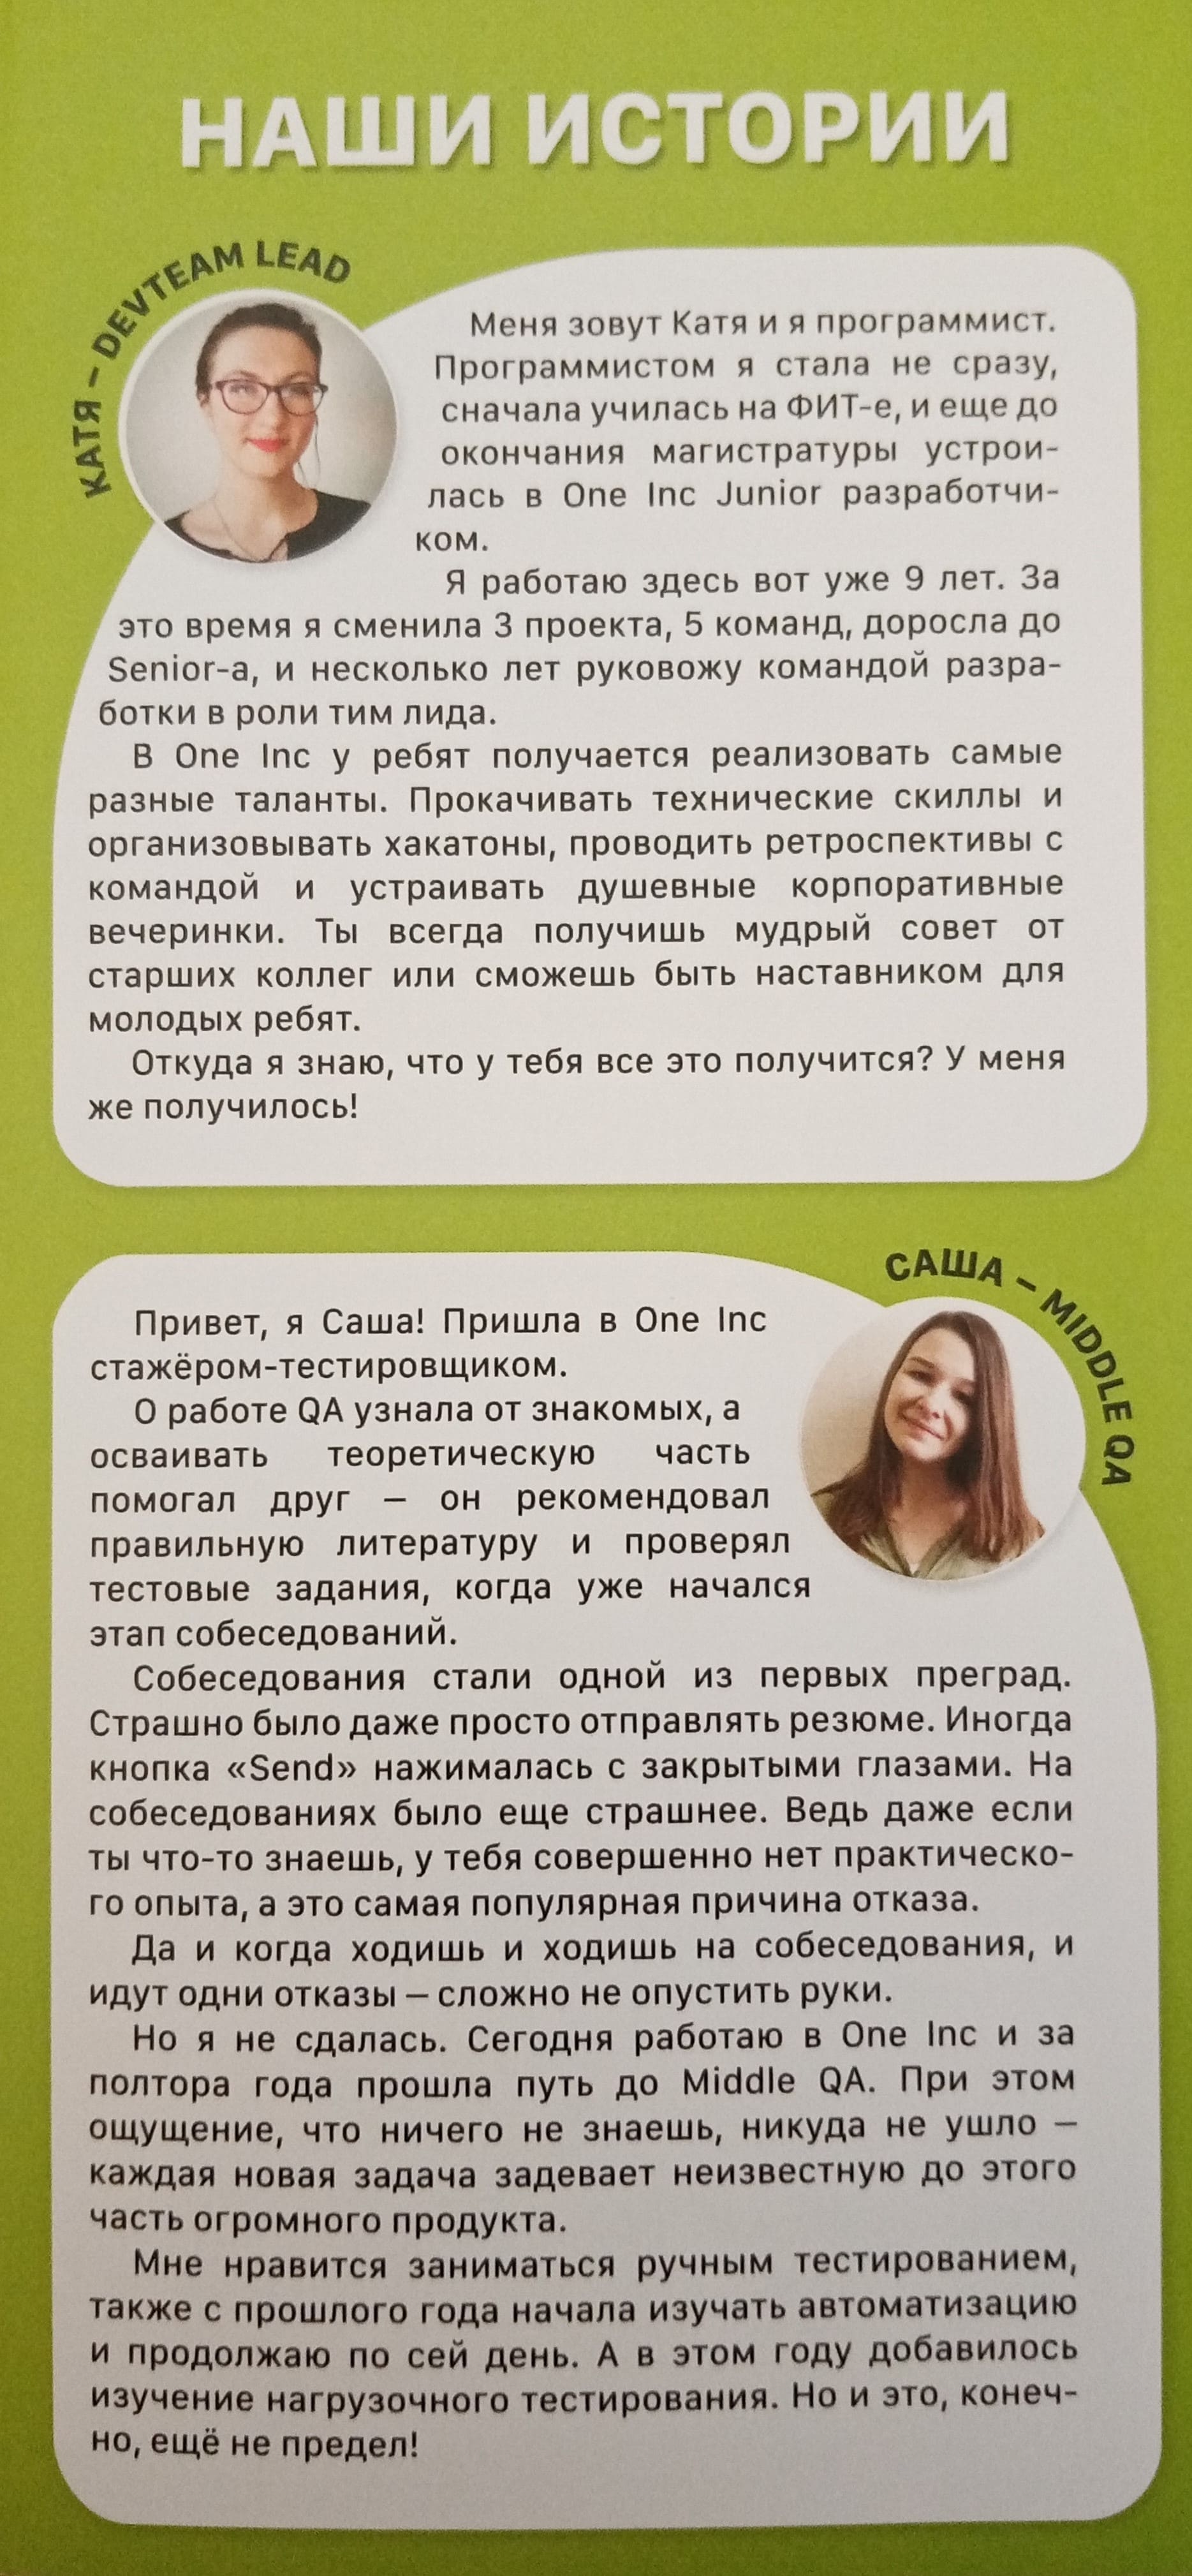 НАШИ ИСТОРИИ
КАТЯ – DEVTEAM LEAD
Меня зовут Катя и я программист.
Программистом я стала не сразу,
сначала училась на ФИТ-е, и еще до
окончания магистратуры устрои-
лась в One Inc Junior разработчи-
ком.
Я работаю здесь вот уже 9 лет. За
это время я сменила 3 проекта, 5 команд, доросла до
Senior-а, и несколько лет руковожу командой разра-
ботки в роли тим лида.
В One Inc у ребят получается реализовать самые
разные таланты. Прокачивать технические скиллы и
организовывать хакатоны, проводить ретроспективы с
командой и устраивать душевные корпоративные
вечеринки. Ты всегда получишь мудрый совет от
старших коллег или сможешь быть наставником для
молодых ребят.
Откуда я знаю, что у тебя все это получится? У меня
же получилось!
САША – MIDDLE QA
Привет, я Саша! Пришла в One Inc
стажёром-тестировщиком.
О работе QA узнала от знакомых, а
осваивать теоретическую часть
помогал друг – он рекомендовал
правильную литературу и проверял
тестовые задания, когда уже начался
этап собеседований.
Собеседования стали одной из первых преград.
Страшно было даже просто отправлять резюме. Иногда
кнопка «Send» нажималась с закрытыми глазами. На
собеседованиях было еще страшнее. Ведь даже если
ты что-то знаешь, у тебя совершенно нет практическо-
го опыта, а это самая популярная причина отказа.
Да и когда ходишь и ходишь на собеседования, и
идут одни отказы – сложно не опустить руки.
Но я не сдалась. Сегодня работаю в One Inc и за
полтора года прошла путь до Middle QA. При этом
ощущение, что ничего не знаешь, никуда не ушло –
каждая новая задача задевает неизвестную до этого
часть огромного продукта.
Мне нравится заниматься ручным тестированием,
также с прошлого года начала изучать автоматизацию
и продолжаю по сей день. А в этом году добавилось
изучение нагрузочного тестирования. Но и это, конеч-
но, ещё не предел!